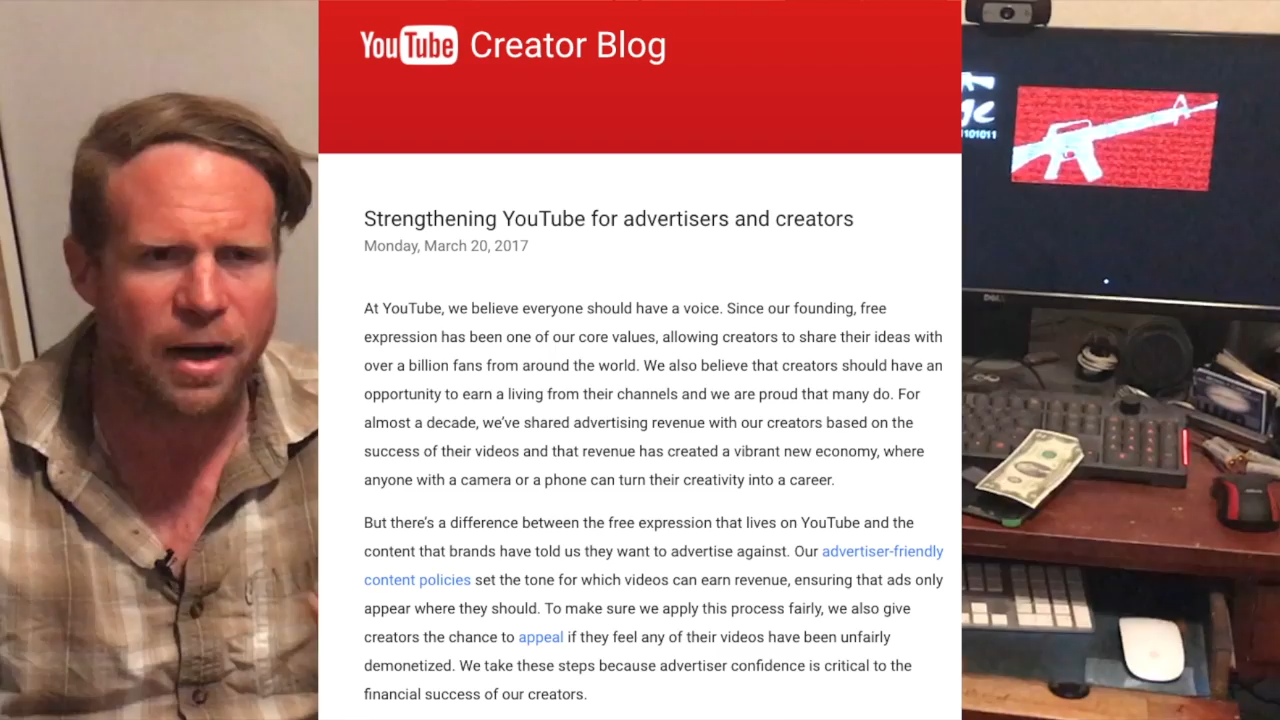 YouTube Creator Blog
Strengthening YouTube for advertisers and creators
Monday, March 20, 2017
At YouTube, we believe everyone should have a voice. Since our founding, free
expression has been one of our core values, allowing creators to share their ideas with
over a billion fans from around the world. We also believe that creators should have an
opportunity to earn a living from their channels and we are proud that many do. For
almost a decade, we’ve shared advertising revenue with our creators based on the
success of their videos and that revenue has created a vibrant new economy, where
anyone with a camera or a phone can turn their creativity into a career.
But there’s a difference between the free expression that lives on YouTube and the
content that brands have told us they want to advertise against. Our advertiser-friendly
content policies set the tone for which videos can earn revenue, ensuring that ads only
appear where they should. To make sure we apply this process fairly, we also give
creators the chance to appeal if they feel any of their videos have been unfairly
demonetized. We take these steps because advertiser confidence is critical to the
financial success of our creators.
1101011
DELL